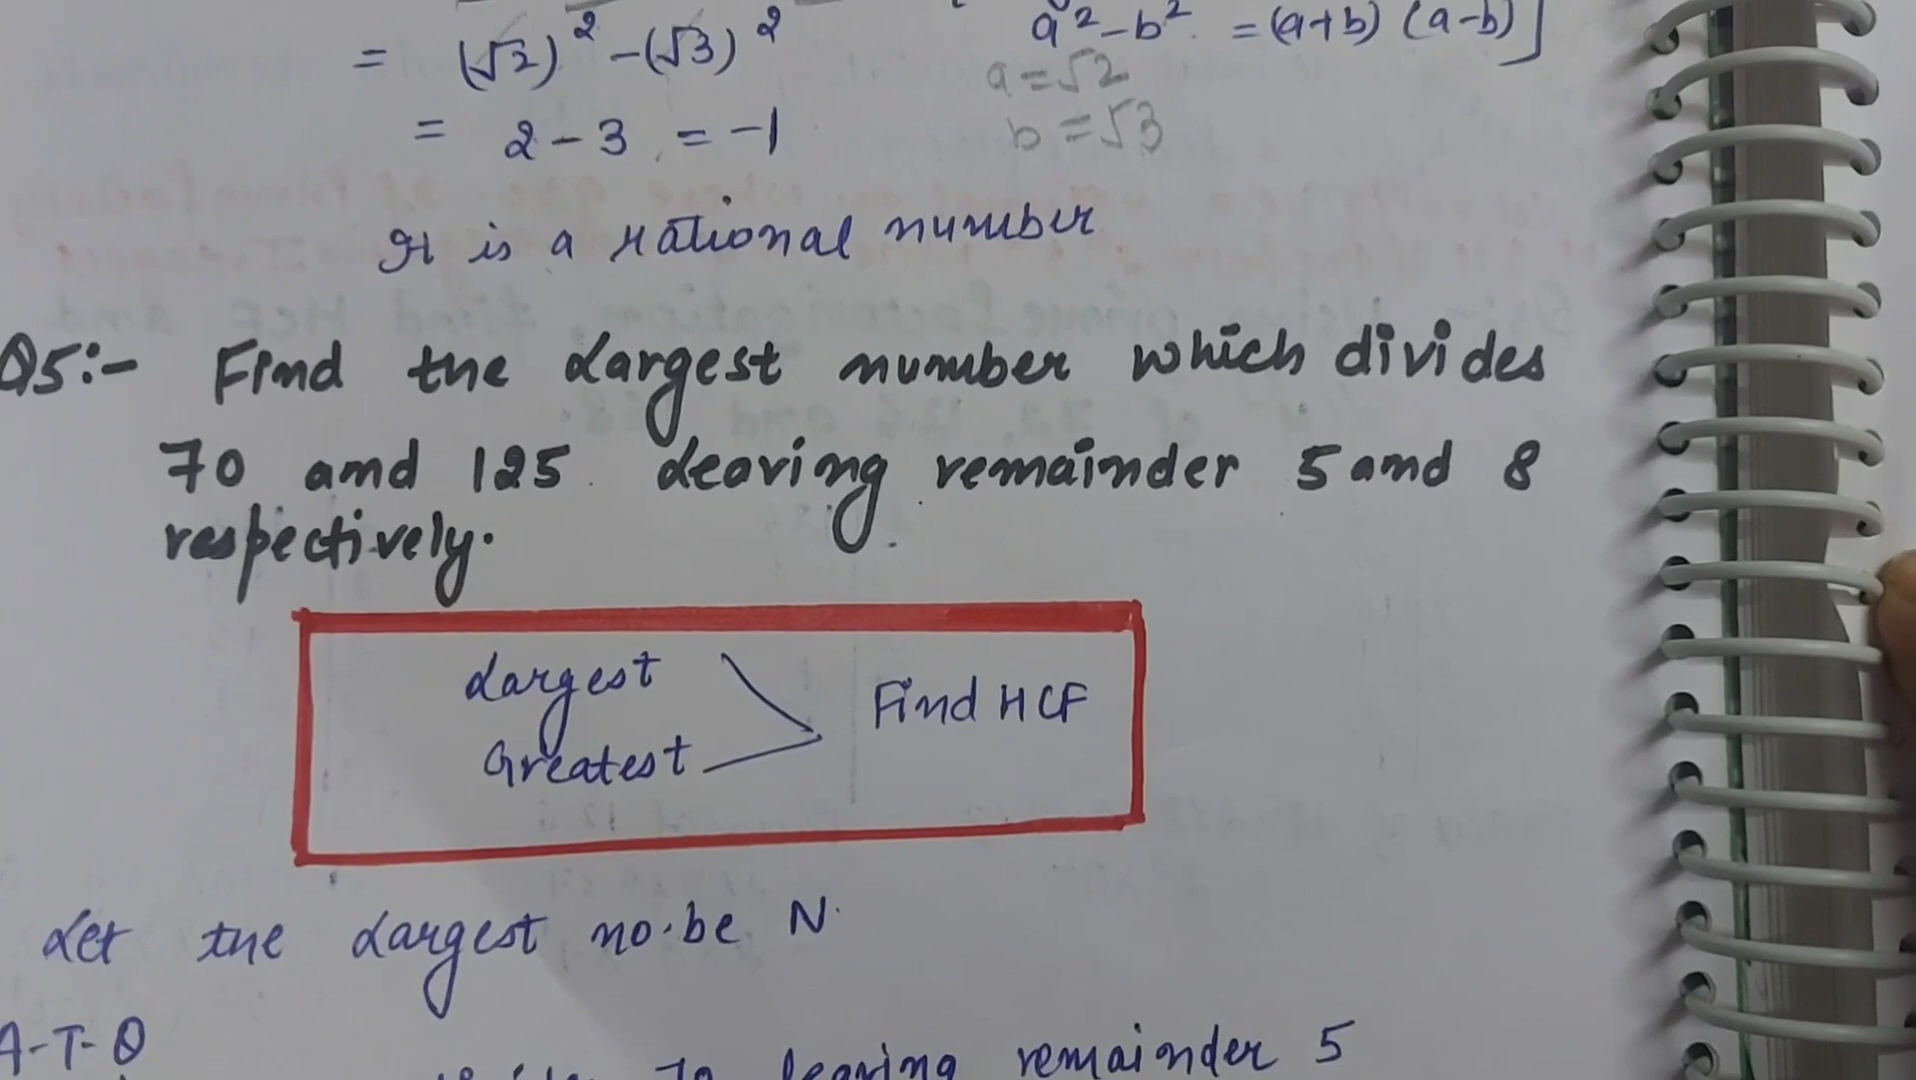 = (√2)² - (√3)²
a² - b² = (a+b) (a-b)]
a = √2
= 2 - 3 = -1
b = √3
It is a rational number
Q5:- Find the Largest number which divides
70 and 125 Leaving remainder 5 and 8
respectively.
Largest
Greatest
Find HCF
Let the Largest no. be N.
A-T-Q
70 leaving remainder 5